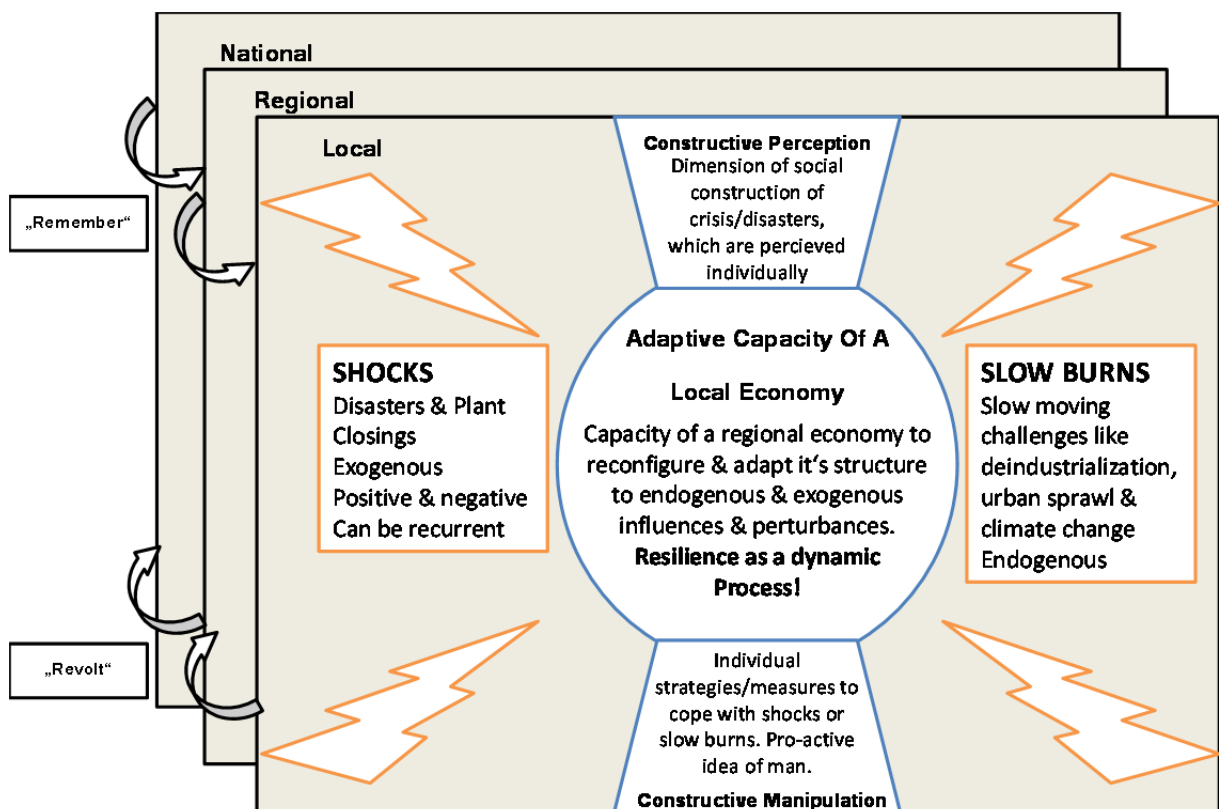 National
Regional
Local
„Remember“
„Revolt“
Constructive Perception
Dimension of social
construction of
crisis/disasters,
which are percieved
individually
SHOCKS
Disasters & Plant
Closings
Exogenous
Positive & negative
Can be recurrent
Adaptive Capacity Of A
Local Economy
Capacity of a regional economy to
reconfigure & adapt it‘s structure
to endogenous & exogenous
influences & perturbances.
Resilience as a dynamic
Process!
SLOW BURNS
Slow moving
challenges like
deindustrialization,
urban sprawl &
climate change
Endogenous
Individual
strategies/measures to
cope with shocks or
slow burns. Pro-active
idea of man.
Constructive Manipulation